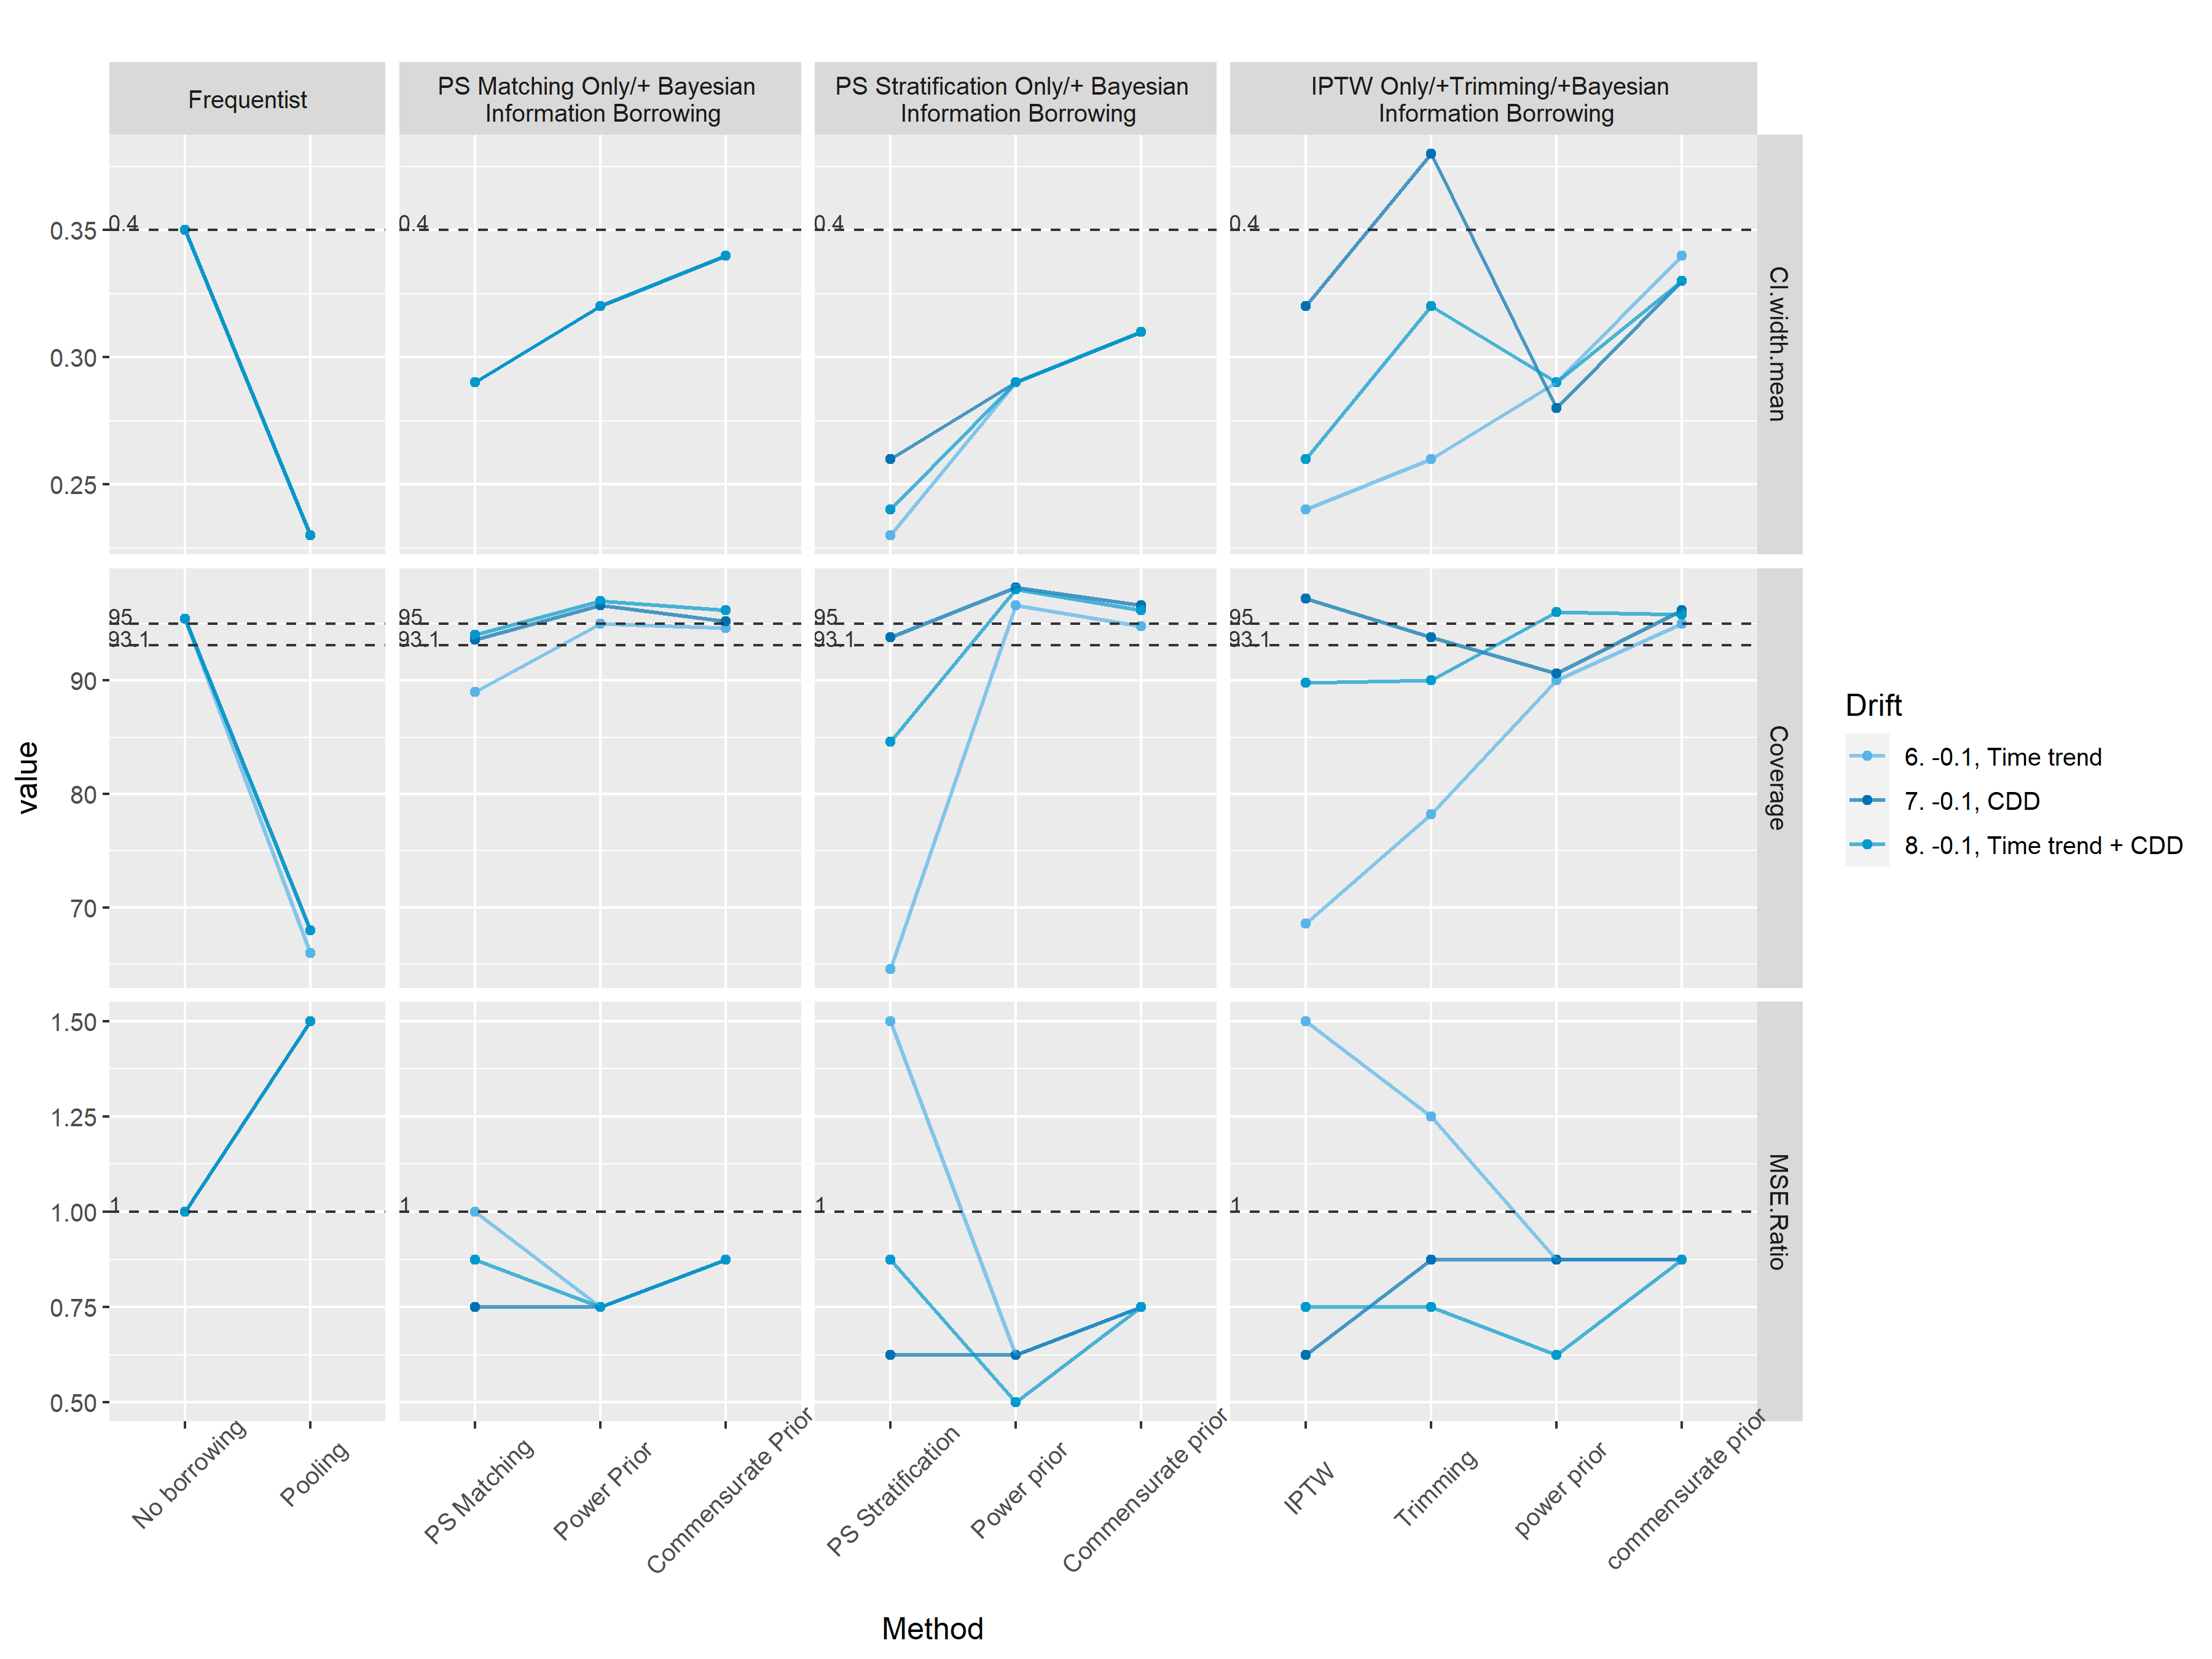 Frequentist
PS Matching Only/+ Bayesian
Information Borrowing
PS Stratification Only/+ Bayesian
Information Borrowing
IPTW Only/+Trimming/+Bayesian
Information Borrowing
0.35
0.30
0.25
0.4
0.4
0.4
0.4
CI.width.mean
90
80
70
95
93.1
95
93.1
95
93.1
95
93.1
Coverage
1.50
1.25
1.00
0.75
0.50
1
1
1
1
MSE.Ratio
value
No borrowing
Pooling
PS Matching
Power Prior
Commensurate Prior
PS Stratification
Power prior
Commensurate prior
IPTW
Trimming
power prior
commensurate prior
Method
Drift
6. -0.1, Time trend
7. -0.1, CDD
8. -0.1, Time trend + CDD